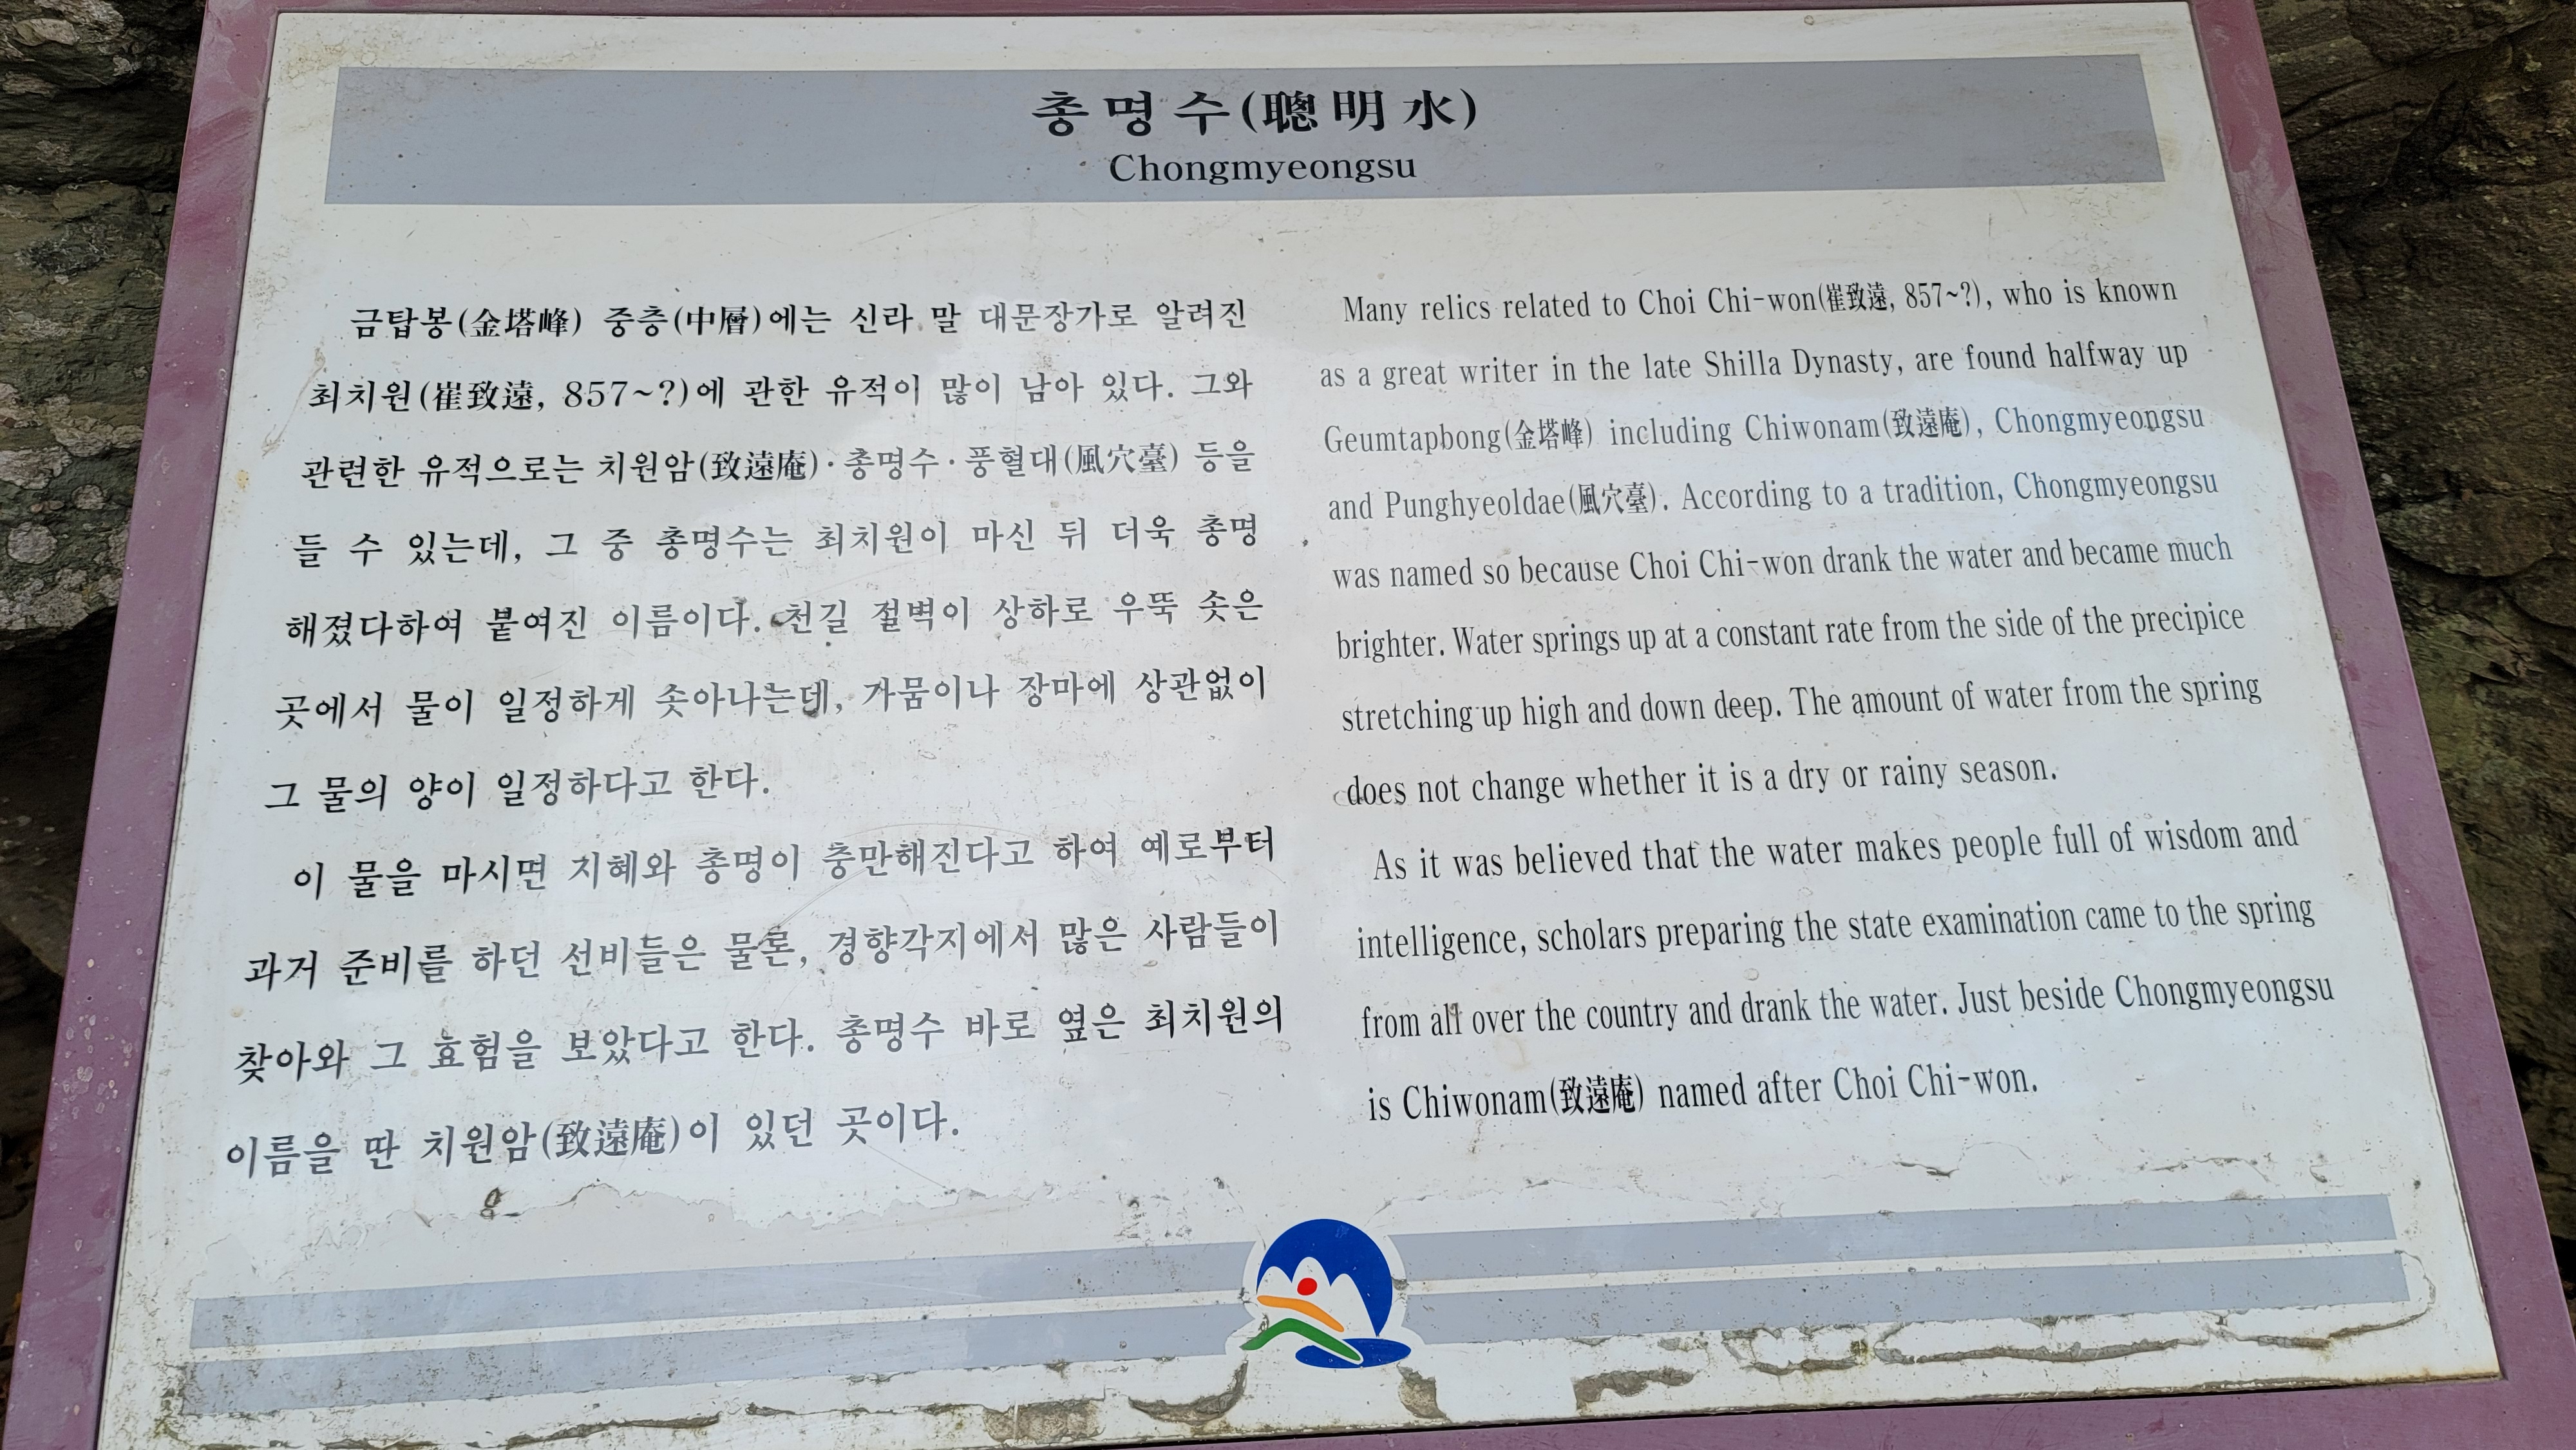 총명수(聰明水)
Chongmyeongsu
금탑봉(金塔峰) 중층(中層)에는 신라 말 대문장가로 알려진
최치원(崔致遠, 857~?)에 관한 유적이 많이 남아 있다. 그와
관련한 유적으로는 치원암(致遠庵)·총명수·풍혈대(風穴臺) 등을
들 수 있는데, 그 중 총명수는 최치원이 마신 뒤 더욱 총명
해졌다하여 붙여진 이름이다. 천길 절벽이 상하로 우뚝 솟은
곳에서 물이 일정하게 솟아나는데, 가뭄이나 장마에 상관없이
그 물의 양이 일정하다고 한다.
이 물을 마시면 지혜와 총명이 충만해진다고 하여 예로부터
과거 준비를 하던 선비들은 물론, 경향각지에서 많은 사람들이
찾아와 그 효험을 보았다고 한다. 총명수 바로 옆은 최치원의
이름을 딴 치원암(致遠庵)이 있던 곳이다.
Many relics related to Choi Chi-won(崔致遠, 857~?), who is known
as a great writer in the late Shilla Dynasty, are found halfway up
Geumtapbong(金塔峰) including Chiwonam(致遠庵), Chongmyeongsu
and Punghyeoldae(風穴臺). According to a tradition, Chongmyeongsu
was named so because Choi Chi-won drank the water and became much
brighter. Water springs up at a constant rate from the side of the precipice
stretching up high and down deep. The amount of water from the spring
does not change whether it is a dry or rainy season.
As it was believed that the water makes people full of wisdom and
intelligence, scholars preparing the state examination came to the spring
from all over the country and drank the water. Just beside Chongmyeongsu
is Chiwonam(致遠庵) named after Choi Chi-won.